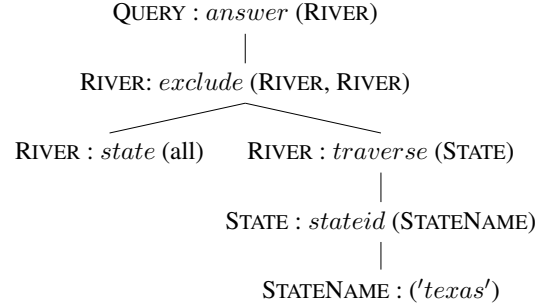 QUERY : answer (RIVER)
RIVER: exclude (RIVER, RIVER)
RIVER : state (all) RIVER : traverse (STATE)
STATE : stateid (STATENAME)
STATENAME : ('texas')